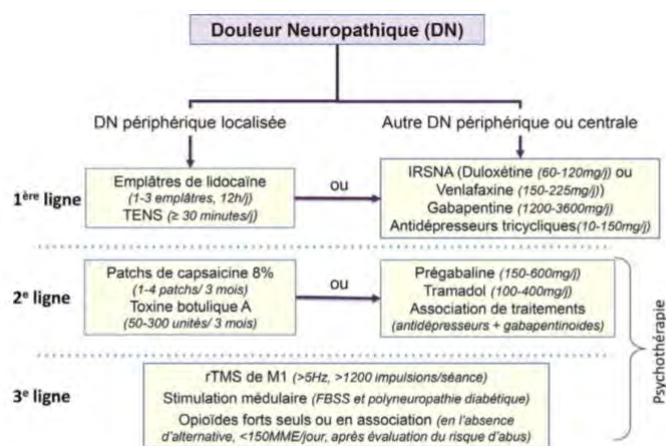 Douleur Neuropathique (DN)
DN périphérique localisée
Autre DN périphérique ou centrale
1ère ligne
Emplâtres de lidocaïne
(1-3 emplâtres, 12h/j)
TENS (≥ 30 minutes/j)
ou
IRSNA (Duloxétine (60-120mg/j) ou
Venlafaxine (150-225mg/j))
Gabapentine (1200-3600mg/j)
Antidépresseurs tricycliques(10-150mg/j)
2e ligne
Patchs de capsaicine 8%
(1-4 patchs/ 3 mois)
Toxine botulique A
(50-300 unités/ 3 mois)
ou
Prégabaline (150-600mg/j)
Tramadol (100-400mg/j)
Association de traitements
(antidépresseurs + gabapentinoides)
Psychothérapie
3e ligne
rTMS de M1 (>5Hz, >1200 impulsions/séance)
Stimulation médulaire (FBSS et polyneuropathie diabétique)
Opioïdes forts seuls ou en association (en l'absence
d'alternative, <150MME/jour, après évaluation du risque d'abus)